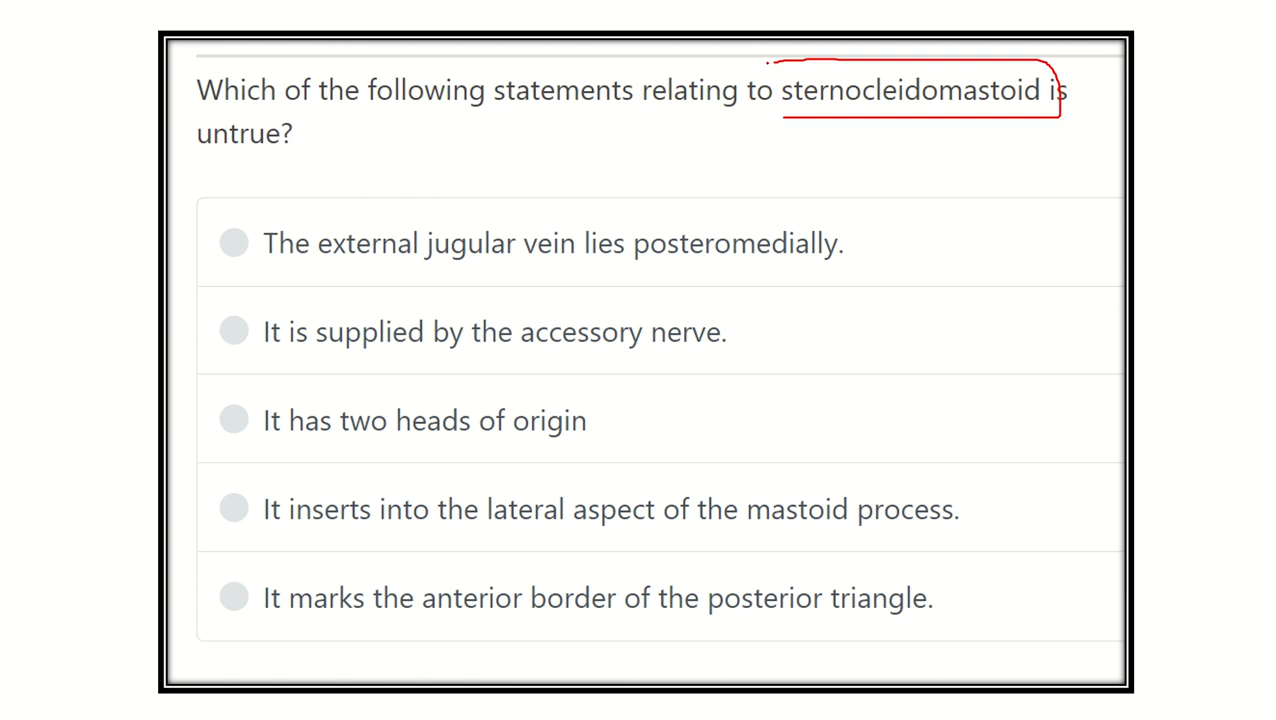 Which of the following statements relating to sternocleidomastoid is
untrue?
The external jugular vein lies posteromedially.
It is supplied by the accessory nerve.
It has two heads of origin
It inserts into the lateral aspect of the mastoid process.
It marks the anterior border of the posterior triangle.